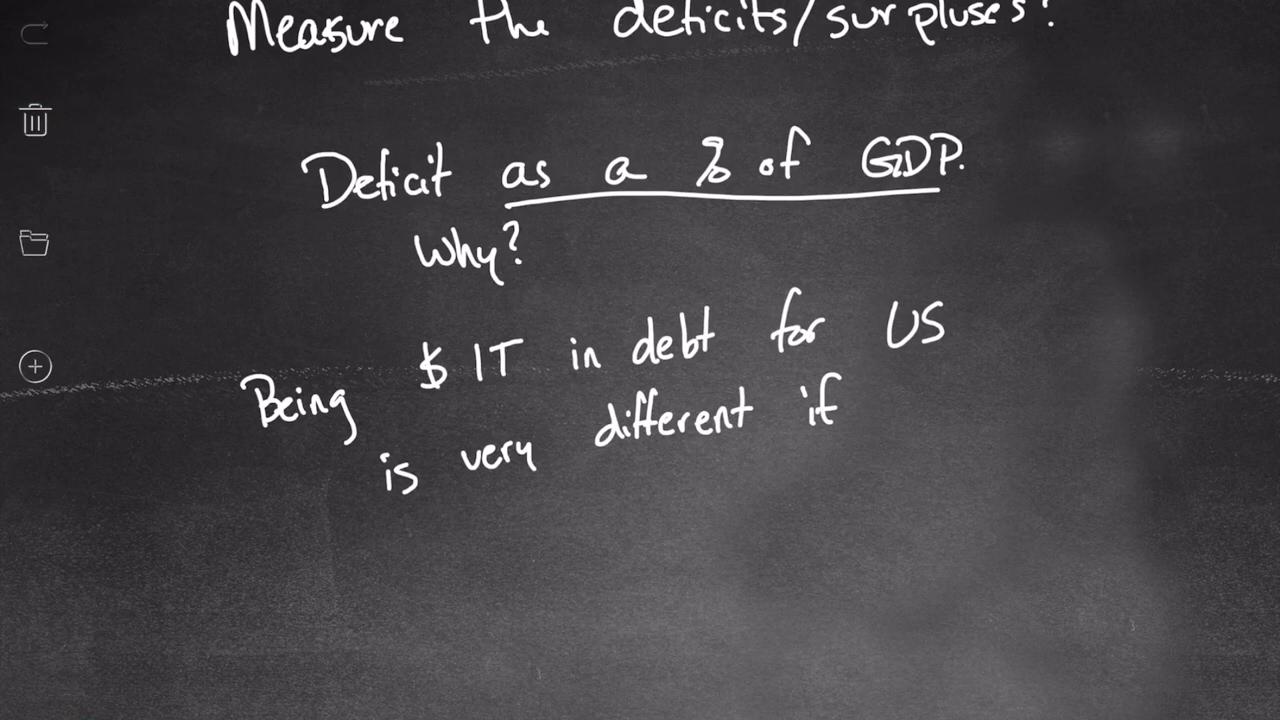 Measure the deficits/surpluses?
Deficit as a % of GDP.
Why?
Being $1T in debt for US
is very different if